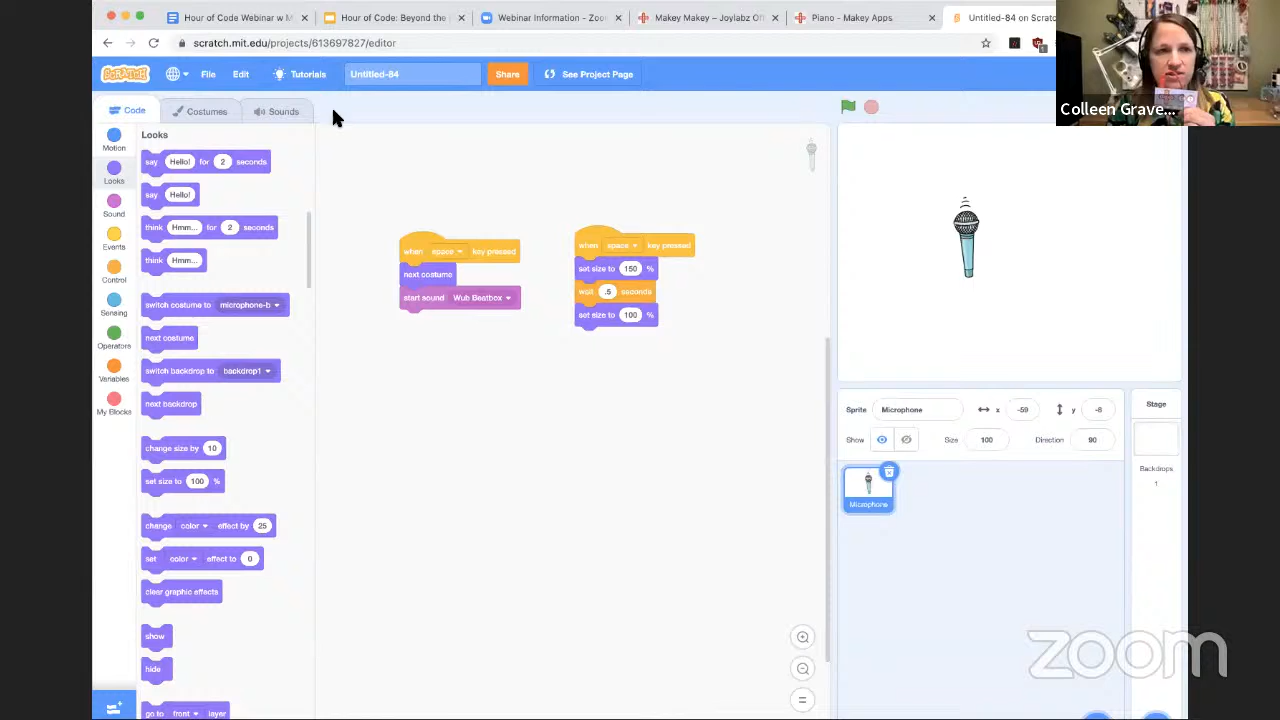 Hour of Code Webinar w M
Hour of Code: Beyond the
Webinar Information - Zoo
Makey Makey – Joylabz O
Piano - Makey Apps
Untitled-84 on Scra
scratch.mit.edu/projects/613697827/editor
SCRATCH
File
Edit
Tutorials
Untitled-84
Share
See Project Page
Colleen Grave...
Code
Costumes
Sounds
Motion
Looks
Sound
Events
Control
Sensing
Operators
Variables
My Blocks
Looks
say Hello! for 2 seconds
say Hello!
think Hmm... for 2 seconds
think Hmm...
switch costume to microphone-b
next costume
switch backdrop to backdrop1
next backdrop
change size by 10
set size to 100 %
change color effect by 25
set color effect to 0
clear graphic effects
show
hide
go to front layer
when space key pressed
next costume
start sound Wub Beatbox
when space key pressed
set size to 150 %
wait .5 seconds
set size to 100 %
Sprite Microphone x -59 y -8
Show Size 100 Direction 90
Microphone
Stage
Backdrops
1
zoom